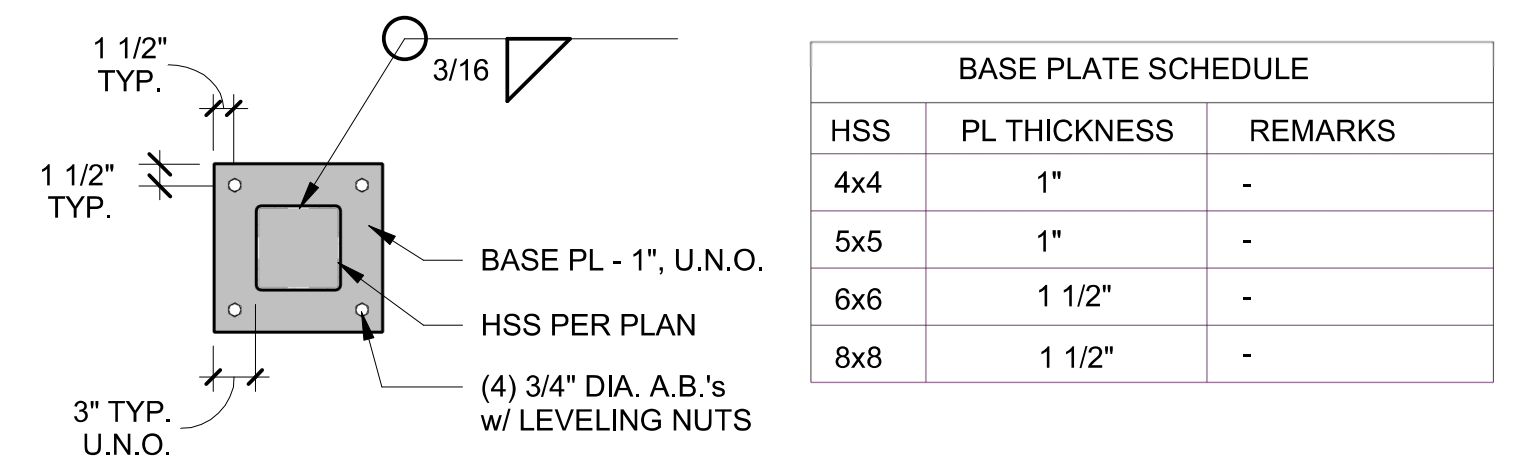 1 1/2"
TYP.
3/16
1 1/2"
TYP.
BASE PL - 1", U.N.O.
HSS PER PLAN
(4) 3/4" DIA. A.B.'s
w/ LEVELING NUTS
3" TYP.
U.N.O.
BASE PLATE SCHEDULE
HSS PL THICKNESS REMARKS
4x4 1" -
5x5 1" -
6x6 1 1/2" -
8x8 1 1/2" -